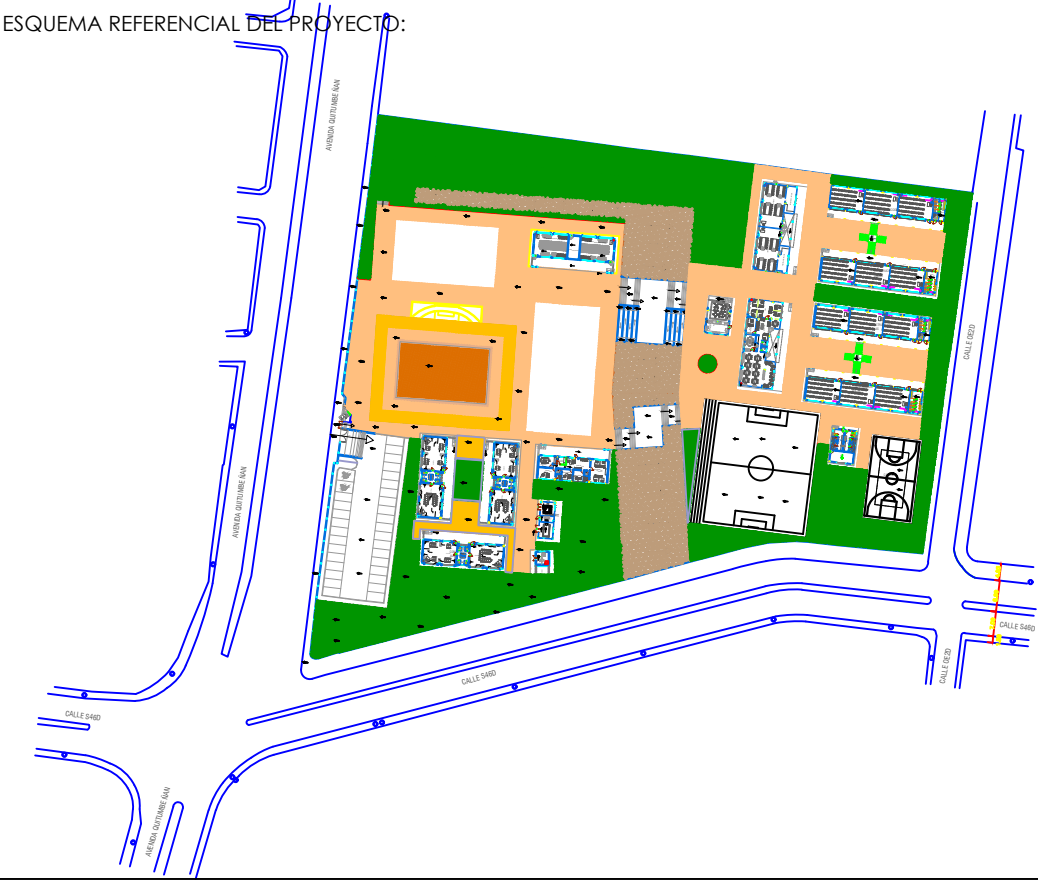 ESQUEMA REFERENCIAL DEL PROYECTO:
AVENIDA QUITUMBE ÑAN
CALLE OE2D
AVENIDA QUITUMBE ÑAN
CALLE S46D
CALLE S46D
CALLE OE2D
CALLE S46D
AVENIDA QUITUMBE ÑAN